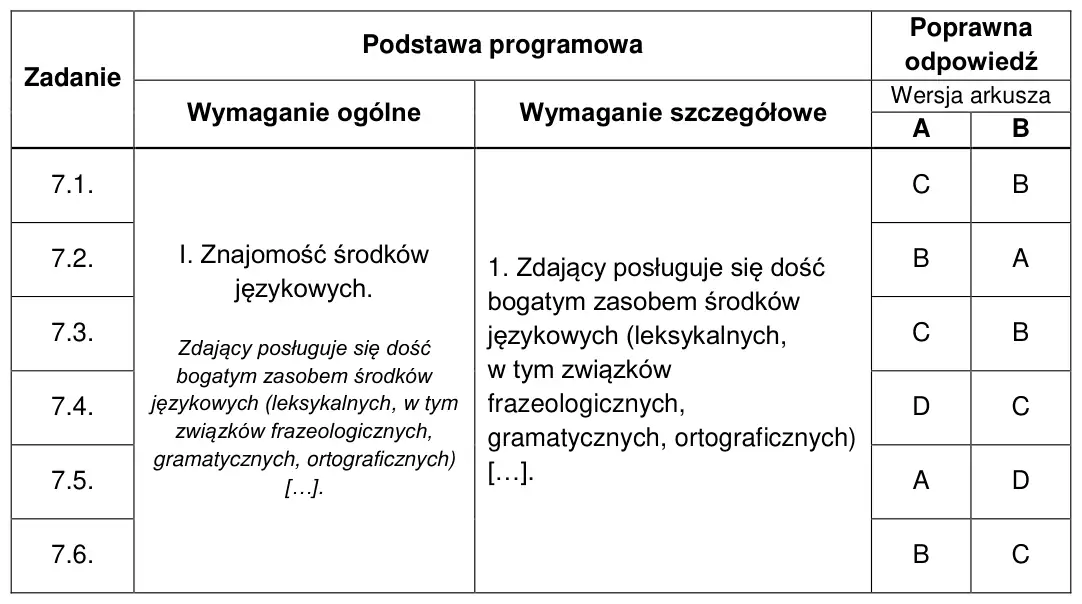 Zadanie
Podstawa programowa
Poprawna
odpowiedź
Wymaganie ogólne
Wymaganie szczegółowe
Wersja arkusza
A B
7.1.
C B
7.2.
B A
7.3.
C B
7.4.
D C
7.5.
A D
7.6.
B C
I. Znajomość środków
językowych.
Zdający posługuje się dość
bogatym zasobem środków
językowych (leksykalnych, w tym
związków frazeologicznych,
gramatycznych, ortograficznych)
[…].
1. Zdający posługuje się dość
bogatym zasobem środków
językowych (leksykalnych,
w tym związków
frazeologicznych,
gramatycznych, ortograficznych)
[…].